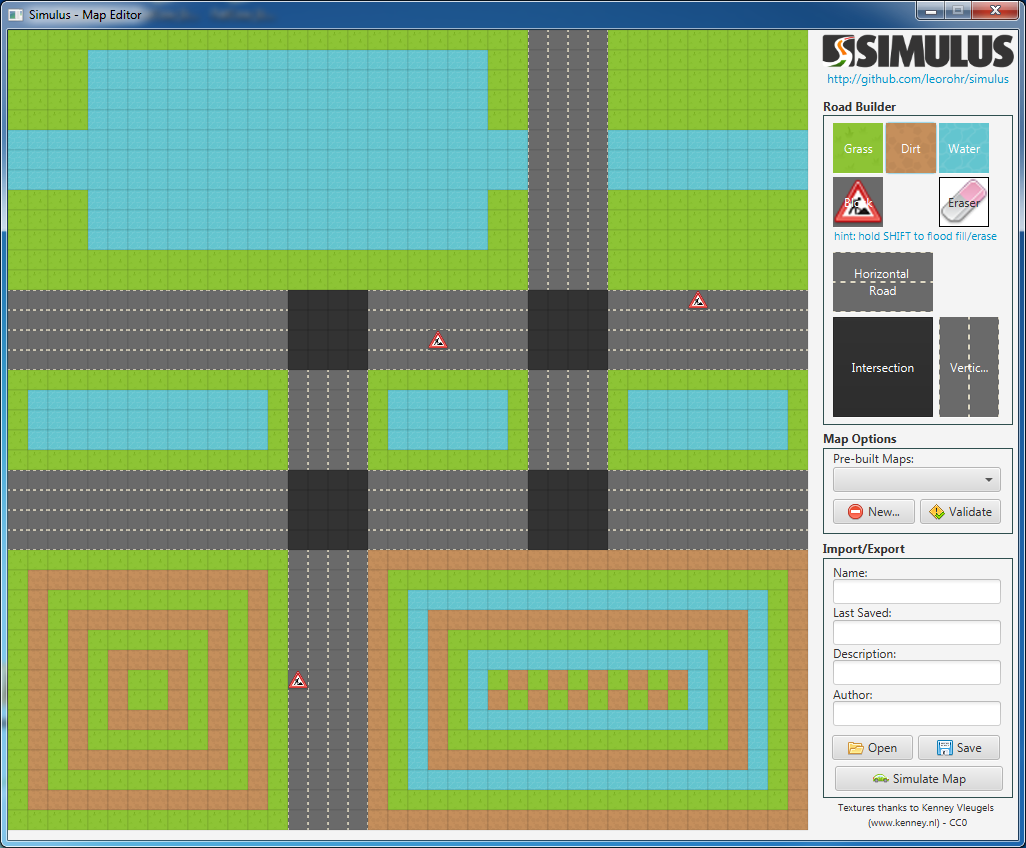 Simulus - Map Editor
SIMULUS
http://github.com/leorohr/simulus
Road Builder
Grass Dirt Water
Block Eraser
hint: hold SHIFT to flood fill/erase
Horizontal
Road
Intersection Vertic...
Map Options
Pre-built Maps:
New... Validate
Import/Export
Name:
Last Saved:
Description:
Author:
Open Save
Simulate Map
Textures thanks to Kenney Vleugels
(www.kenney.nl) - CC0